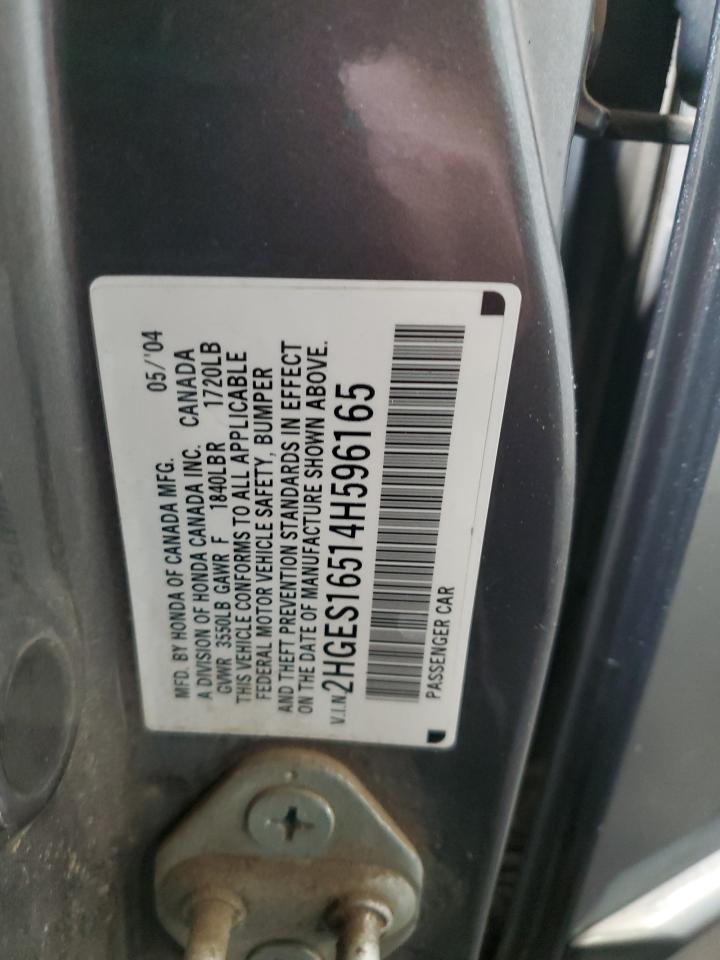 MFD. BY HONDA OF CANADA MFG. 05/'04
A DIVISION OF HONDA CANADA INC. CANADA
GVWR 3550LB GAWR F 1840LBR 1720LB
THIS VEHICLE CONFORMS TO ALL APPLICABLE
FEDERAL MOTOR VEHICLE SAFETY, BUMPER
AND THEFT PREVENTION STANDARDS IN EFFECT
ON THE DATE OF MANUFACTURE SHOWN ABOVE.
V.I.N 2HGES16514H596165
PASSENGER CAR